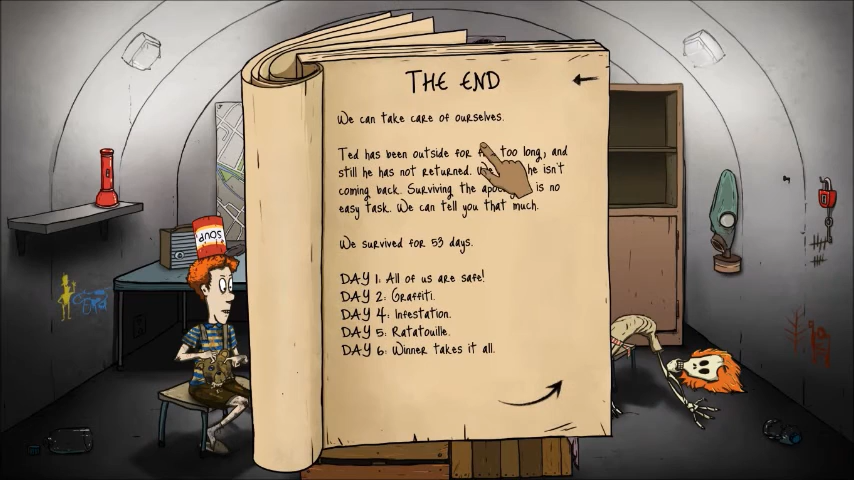 THE END
We can take care of ourselves.
Ted has been outside for too long, and
still he has not returned. he isn't
coming back. Surviving the is no
easy task. We can tell you that much.
We survived for 53 days.
DAY 1: All of us are safe!
DAY 2: Graffiti.
DAY 4: Infestation.
DAY 5: Ratatouille.
DAY 6: Winner takes it all.
SOUP